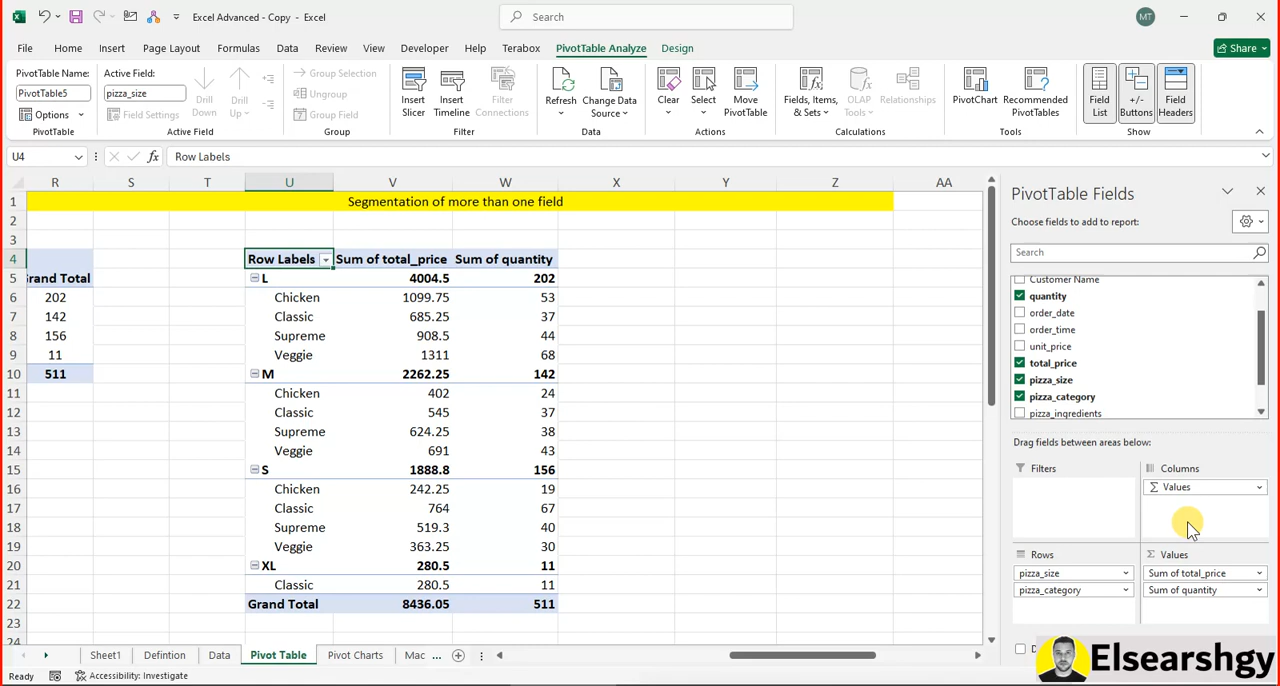 Excel Advanced - Copy - Excel
Search
MT
File Home Insert Page Layout Formulas Data Review View Developer Help Terabox PivotTable Analyze Design Share
PivotTable Name:
PivotTable5
Options
PivotTable
Active Field:
pizza_size
Field Settings
Drill Down
Drill Up
Active Field
Group Selection
Ungroup
Group Field
Group
Insert Slicer
Insert Timeline
Filter Connections
Filter
Refresh
Change Data Source
Data
Clear
Select
Move PivotTable
Actions
Fields, Items, & Sets
OLAP Tools
Relationships
Calculations
PivotChart
Recommended PivotTables
Tools
Field List
+/- Buttons
Field Headers
Show
U4 fx Row Labels
R S T U V W X Y Z AA
1 Segmentation of more than one field
2
3
4 Row Labels Sum of total_price Sum of quantity
5 Grand Total L 4004.5 202
6 202 Chicken 1099.75 53
7 142 Classic 685.25 37
8 156 Supreme 908.5 44
9 11 Veggie 1311 68
10 511 M 2262.25 142
11 Chicken 402 24
12 Classic 545 37
13 Supreme 624.25 38
14 Veggie 691 43
15 S 1888.8 156
16 Chicken 242.25 19
17 Classic 764 67
18 Supreme 519.3 40
19 Veggie 363.25 30
20 XL 280.5 11
21 Classic 280.5 11
22 Grand Total 8436.05 511
23
24
PivotTable Fields
Choose fields to add to report:
Search
Customer Name
quantity
order_date
order_time
unit_price
total_price
pizza_size
pizza_category
pizza_ingredients
Drag fields between areas below:
Filters
Columns
Σ Values
Rows
pizza_size
pizza_category
Σ Values
Sum of total_price
Sum of quantity
Sheet1 Defintion Data Pivot Table Pivot Charts Mac ...
Ready
Accessibility: Investigate
Elsearshgy